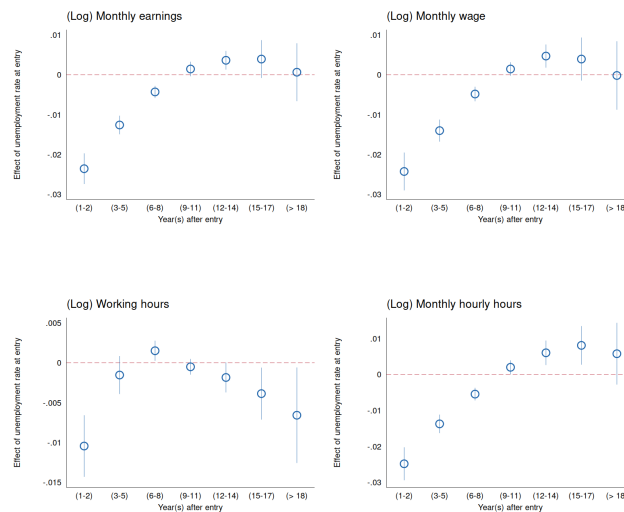 (Log) Monthly earnings
Effect of unemployment rate at entry
.01
0
-.01
-.02
-.03
(1-2) (3-5) (6-8) (9-11) (12-14) (15-17) (> 18)
Year(s) after entry
(Log) Monthly wage
Effect of unemployment rate at entry
.01
0
-.01
-.02
-.03
(1-2) (3-5) (6-8) (9-11) (12-14) (15-17) (> 18
Year(s) after entry
(Log) Working hours
Effect of unemployment rate at entry
.005
0
-.005
-.01
-.015
(1-2) (3-5) (6-8) (9-11) (12-14) (15-17) (> 18)
Year(s) after entry
(Log) Monthly hourly hours
Effect of unemployment rate at entry
.01
0
-.01
-.02
-.03
(1-2) (3-5) (6-8) (9-11) (12-14) (15-17) (> 18
Year(s) after entry